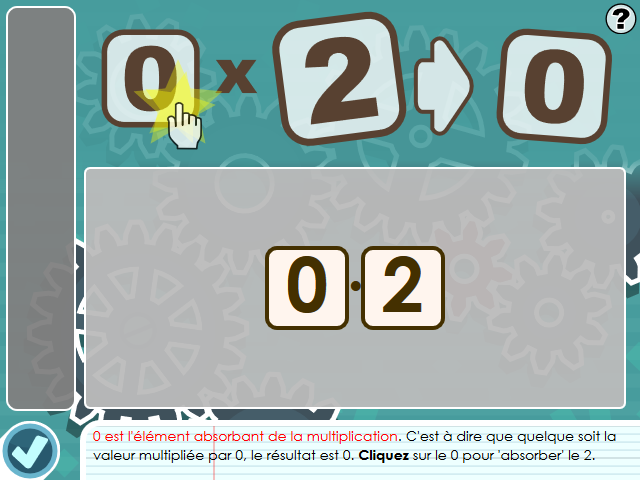 ?
0 x 2 0
0 · 2
0 est l'élément absorbant de la multiplication. C'est à dire que quelque soit la
valeur multipliée par 0, le résultat est 0. Cliquez sur le 0 pour 'absorber' le 2.